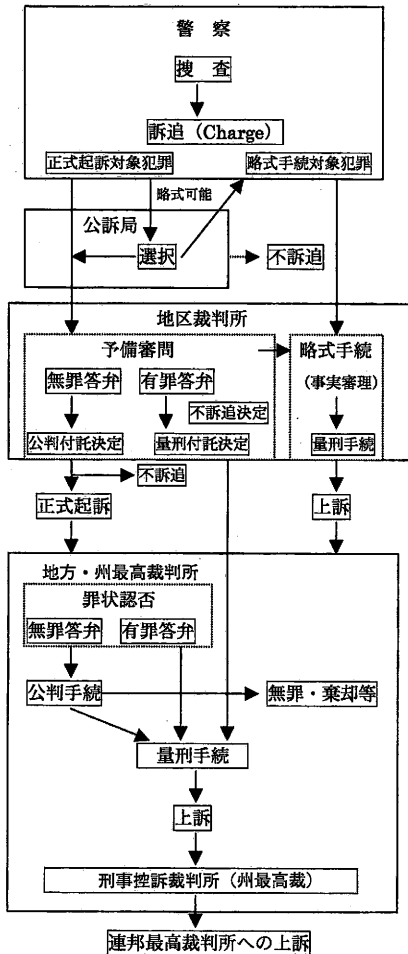 警察
捜査
訴追（Charge）
正式起訴対象犯罪 略式手続対象犯罪
略式可能
公訴局
選択 不訴追
地区裁判所
予備審問 略式手続
無罪答弁 有罪答弁 （事実審理）
不訴追決定
公判付託決定 量刑付託決定 量刑手続
不訴追
正式起訴 上訴
地方・州最高裁判所
罪状認否
無罪答弁 有罪答弁
公判手続 無罪・棄却等
量刑手続
上訴
刑事控訴裁判所（州最高裁）
連邦最高裁判所への上訴